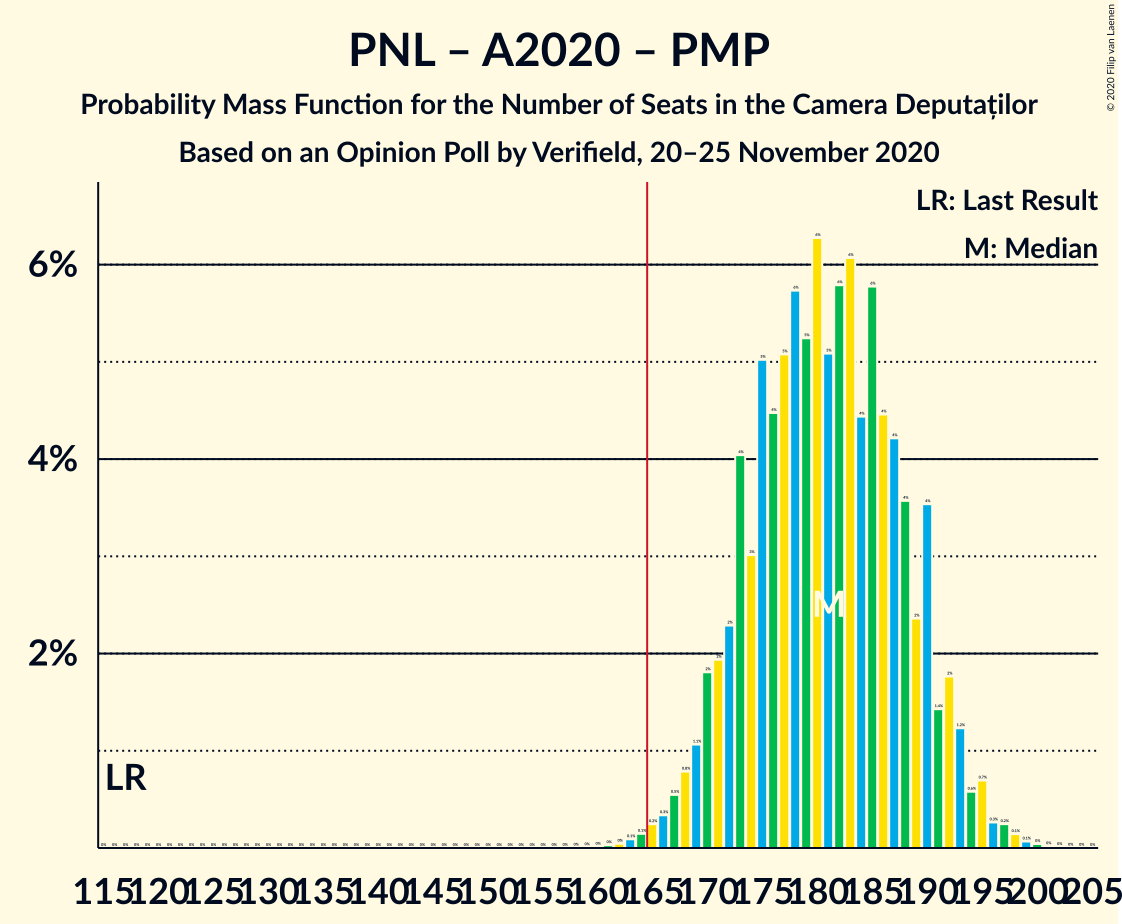 PNL – A2020 – PMP
Probability Mass Function for the Number of Seats in the Camera Deputaților
Based on an Opinion Poll by Verifield, 20–25 November 2020
© 2020 Filip van Laenen
LR: Last Result
M: Median
6%
4%
2%
LR
M
115 120 125 130 135 140 145 150 155 160 165 170 175 180 185 190 195 200 205